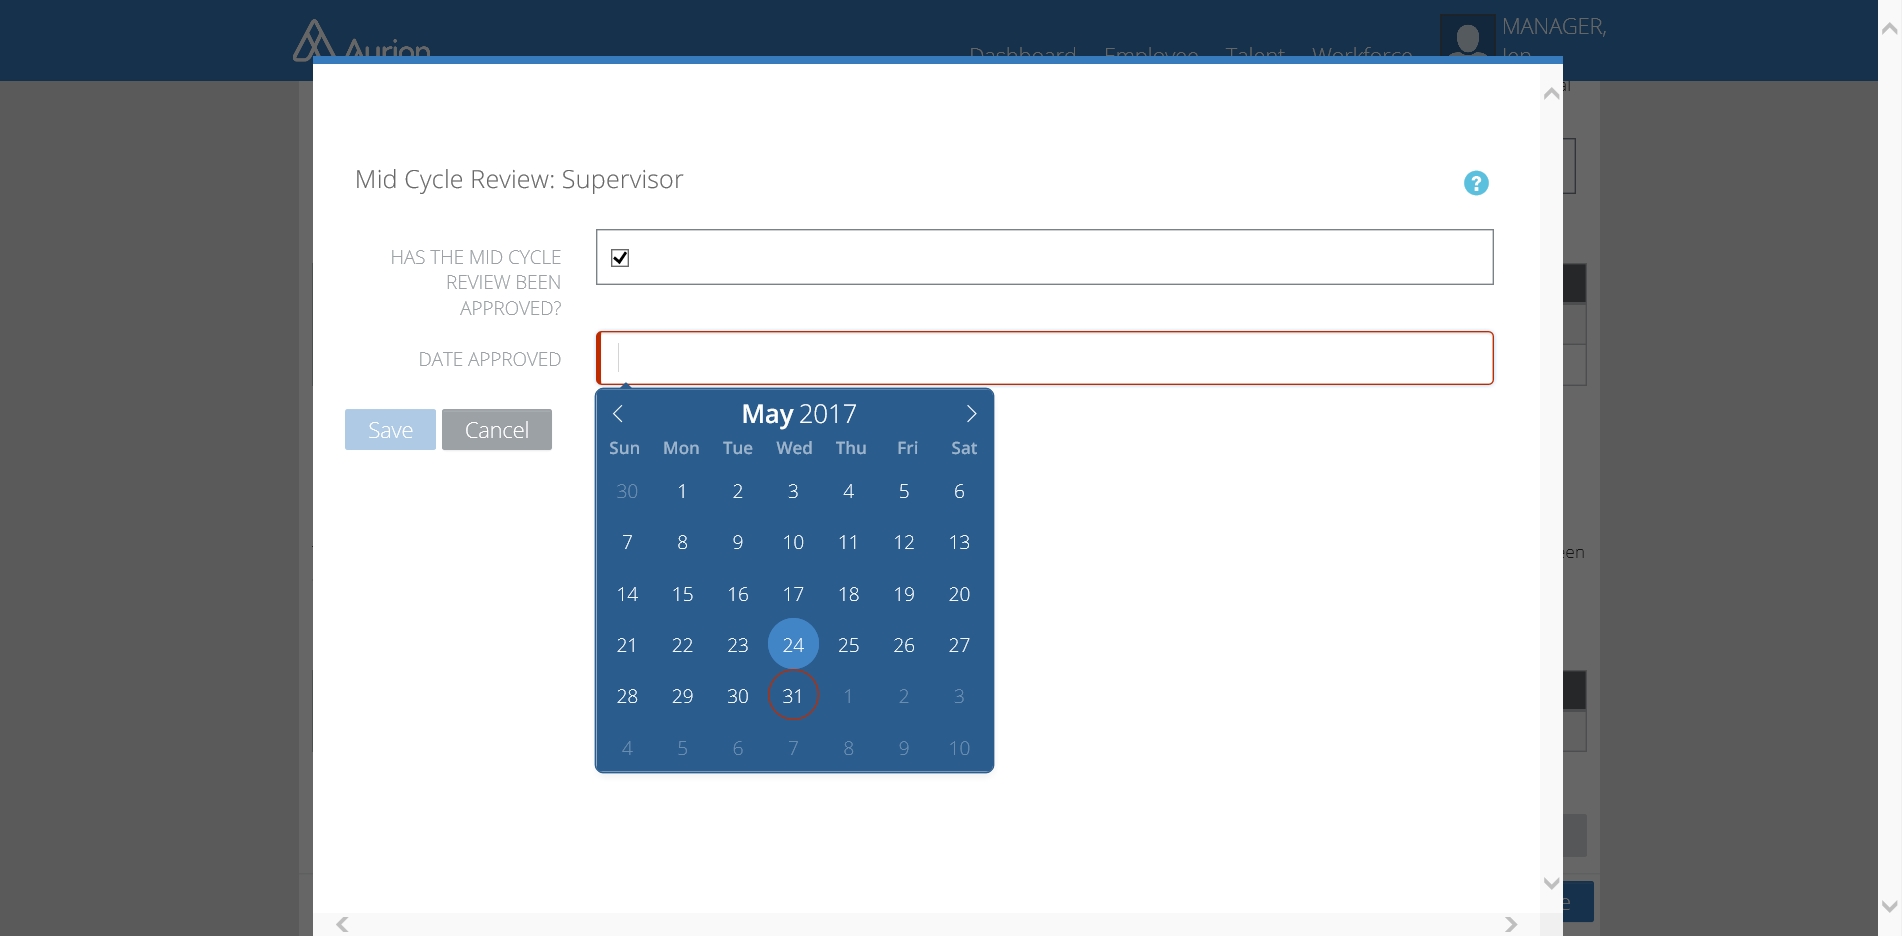 Aurion
Dashboard Employee Talent Workforce
MANAGER,
Jen
al
Mid Cycle Review: Supervisor
?
HAS THE MID CYCLE
REVIEW BEEN
APPROVED?
DATE APPROVED
Save Cancel
May 2017
Sun Mon Tue Wed Thu Fri Sat
30 1 2 3 4 5 6
7 8 9 10 11 12 13
14 15 16 17 18 19 20
21 22 23 24 25 26 27
28 29 30 31 1 2 3
4 5 6 7 8 9 10
een
e